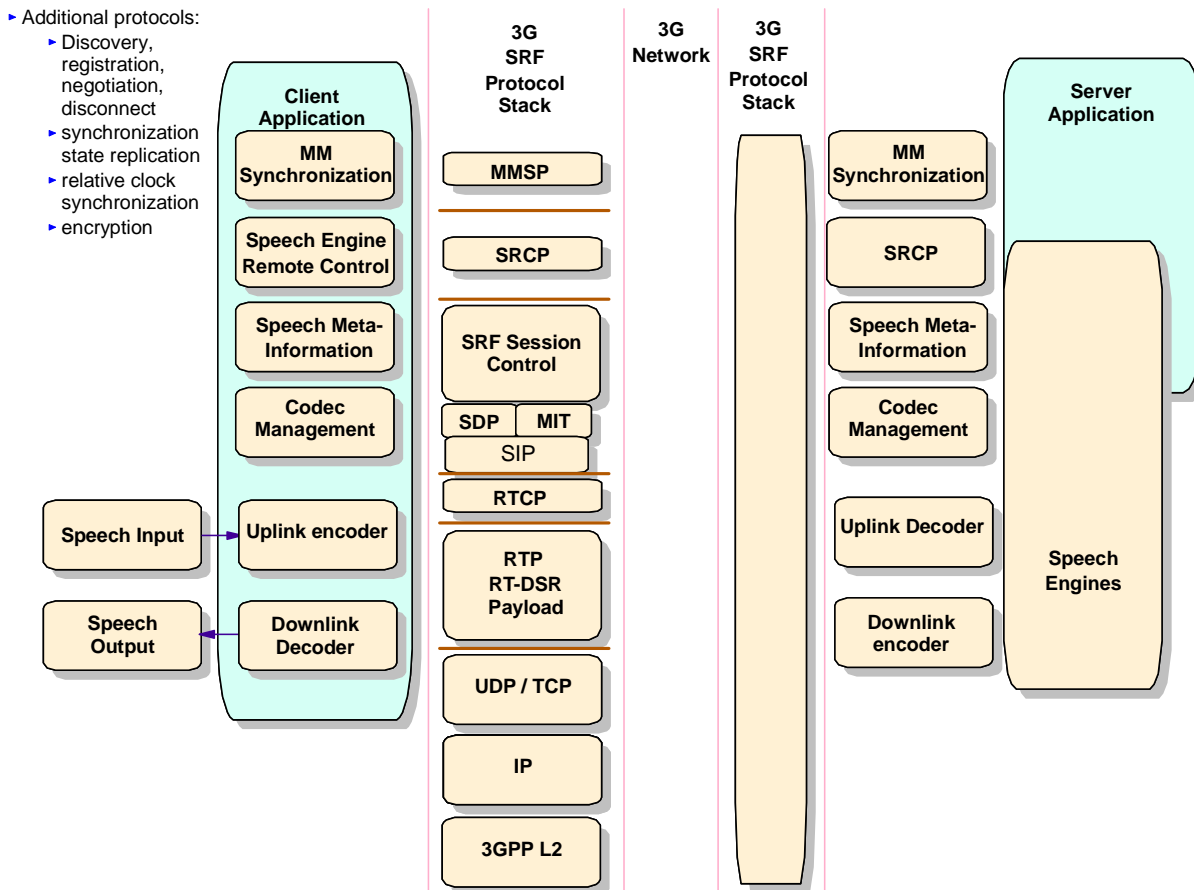 Additional protocols:
Discovery,
registration,
negotiation,
disconnect
synchronization
state replication
relative clock
synchronization
encryption
Client
Application
MM
Synchronization
Speech Engine
Remote Control
Speech Meta-
Information
Codec
Management
Speech Input
Uplink encoder
Speech
Output
Downlink
Decoder
3G
SRF
Protocol
Stack
MMSP
SRCP
SRF Session
Control
SDP
MIT
SIP
RTCP
RTP
RT-DSR
Payload
UDP / TCP
IP
3GPP L2
3G
Network
3G
SRF
Protocol
Stack
MM
Synchronization
SRCP
Speech Meta-
Information
Codec
Management
Uplink Decoder
Downlink
encoder
Server
Application
Speech
Engines